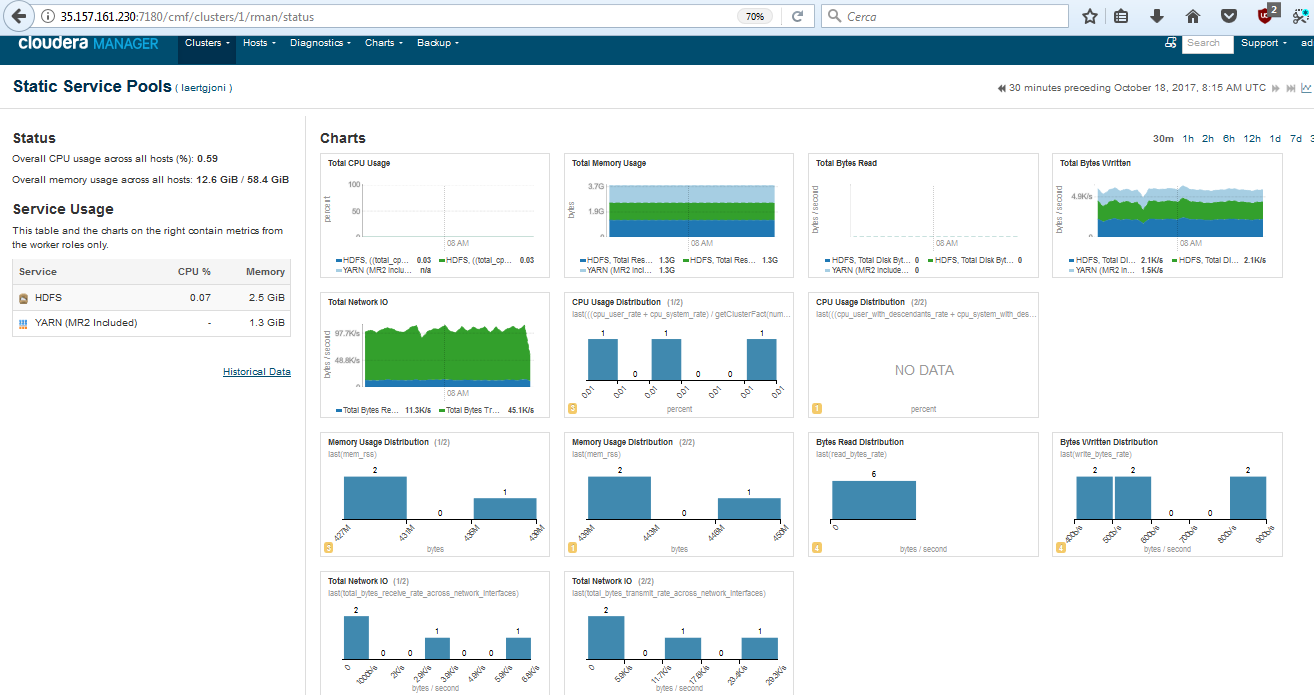 35.157.161.230:7180/cmf/clusters/1/rman/status
70%
Cerca
2
cloudera MANAGER
Clusters
Hosts
Diagnostics
Charts
Backup
Search
Support
ad
Static Service Pools ( laertgjoni )
30 minutes preceding October 18, 2017, 8:15 AM UTC
Status
Overall CPU usage across all hosts (%): 0.59
Overall memory usage across all hosts: 12.6 GiB / 58.4 GiB
Service Usage
This table and the charts on the right contain metrics from
the worker roles only.
Service CPU % Memory
HDFS 0.07 2.5 GiB
YARN (MR2 Included) - 1.3 GiB
Historical Data
Charts
30m 1h 2h 6h 12h 1d 7d 3
Total CPU Usage
percent
100
50
08 AM
HDFS, ((total_cp... 0.03 HDFS, ((total_cp... 0.03
YARN (MR2 Inclu... n/a
Total Memory Usage
bytes
3.7G
1.9G
08 AM
HDFS, Total Res... 1.3G HDFS, Total Res... 1.3G
YARN (MR2 Incl... 1.3G
Total Bytes Read
bytes / second
08 AM
HDFS, Total Disk Byt... 0 HDFS, Total Disk Byt... 0
YARN (MR2 Include... 0
Total Bytes Written
bytes / second
4.9K/s
08 AM
HDFS, Total Di... 2.1K/s HDFS, Total Di... 2.1K/s
YARN (MR2 In... 1.5K/s
Total Network IO
bytes / second
97.7K/s
48.8K/s
08 AM
Total Bytes Re... 11.3K/s Total Bytes Tr... 45.1K/s
CPU Usage Distribution (1/2)
last(((cpu_user_rate + cpu_system_rate) / getClusterFact(num...
1 0 1 0 0 1
0.01 0.01 0.01 0.01 0.01 0.01 0.01
percent
3
CPU Usage Distribution (2/2)
last(((cpu_user_with_descendants_rate + cpu_system_with_des...
NO DATA
1
percent
Memory Usage Distribution (1/2)
last(mem_rss)
2 0 1
427M 431M 435M 439M
3
bytes
Memory Usage Distribution (2/2)
last(mem_rss)
2 0 1
439M 443M 446M 450M
1
bytes
Bytes Read Distribution
last(read_bytes_rate)
6
0
4
bytes / second
Bytes Written Distribution
last(write_bytes_rate)
2 2 0 0 2
400b/s 500b/s 600b/s 700b/s 800b/s 900b/s
4
bytes / second
Total Network IO (1/2)
last(total_bytes_receive_rate_across_network_interfaces)
2 0 0 1 0 0 1
0 1000b/s 2K/s 2.9K/s 3.9K/s 4.9K/s 5.9K/s 6.8K/s
bytes / second
Total Network IO (2/2)
last(total_bytes_transmit_rate_across_network_interfaces)
2 0 1 0 1
0 5.9K/s 11.7K/s 17.6K/s 23.4K/s 29.3K/s
bytes / second